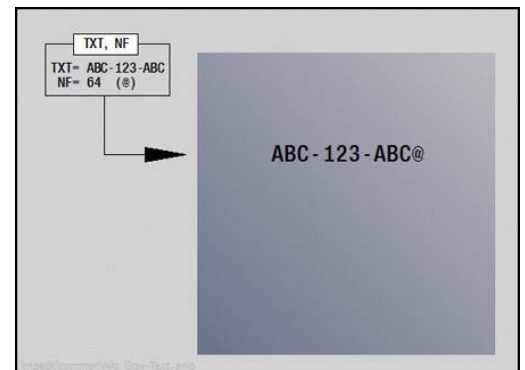 TXT, NF
TXT= ABC-123-ABC
NF= 64 (@)
ABC-123-ABC@